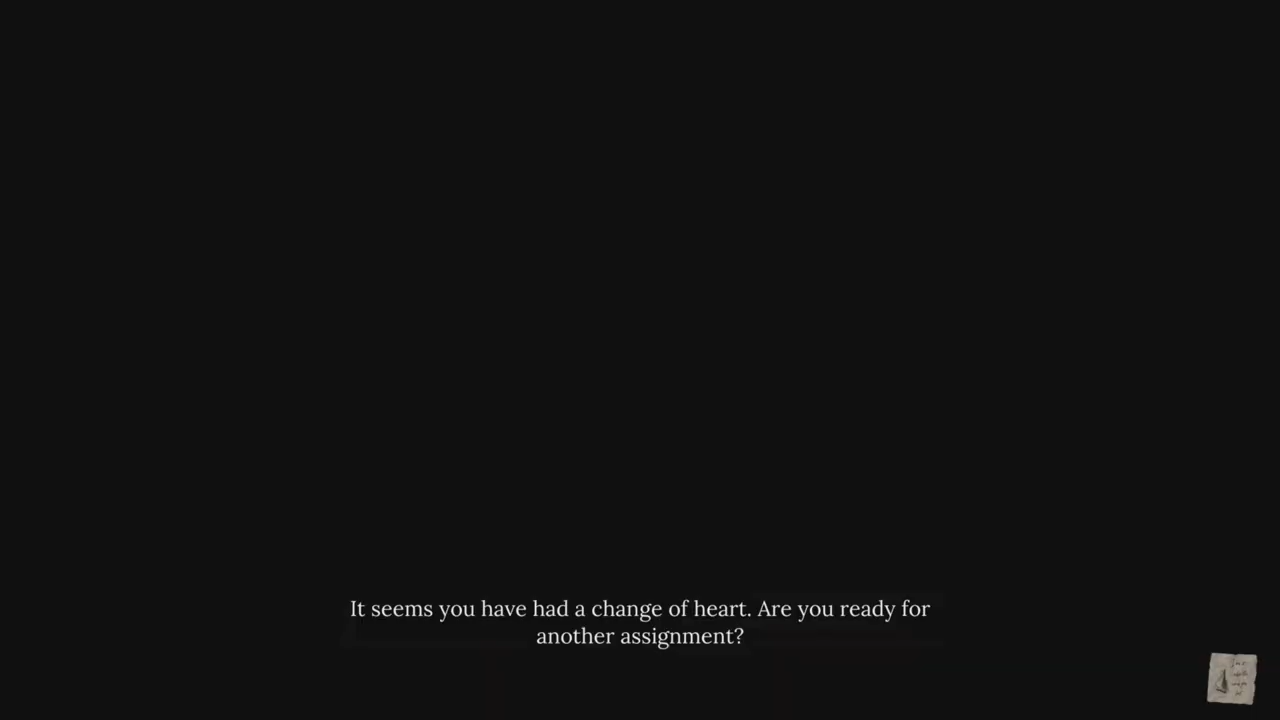 It seems you have had a change of heart. Are you ready for
another assignment?